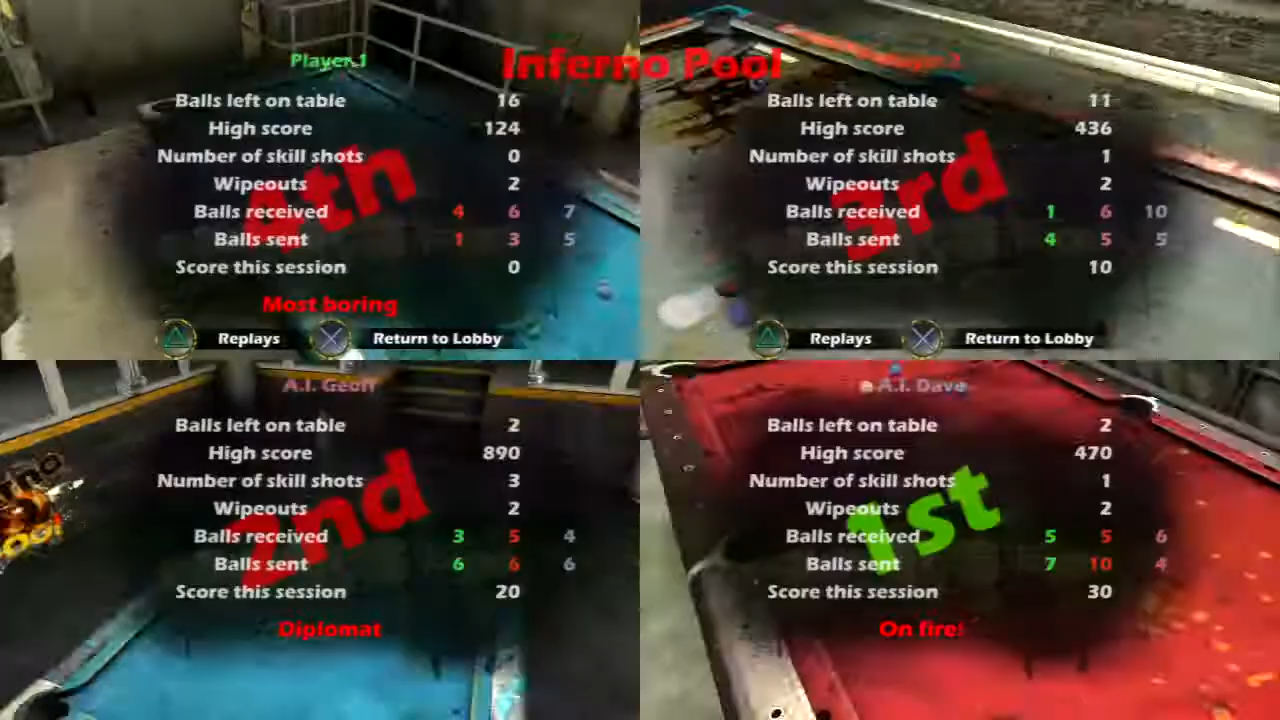 Inferno Pool
Player 1
4th
Balls left on table 16
High score 124
Number of skill shots 0
Wipeouts 2
Balls received 4 6 7
Balls sent 1 3 5
Score this session 0
Most boring
Replays Return to Lobby
3rd
Balls left on table 11
High score 436
Number of skill shots 1
Wipeouts 2
Balls received 1 6 10
Balls sent 4 5 5
Score this session 10
Replays Return to Lobby
A.I. Geoff
2nd
Balls left on table 2
High score 890
Number of skill shots 3
Wipeouts 2
Balls received 3 5 4
Balls sent 6 6 6
Score this session 20
Diplomat
A.I. Dave
1st
Balls left on table 2
High score 470
Number of skill shots 1
Wipeouts 2
Balls received 5 5 6
Balls sent 7 10 4
Score this session 30
On fire!